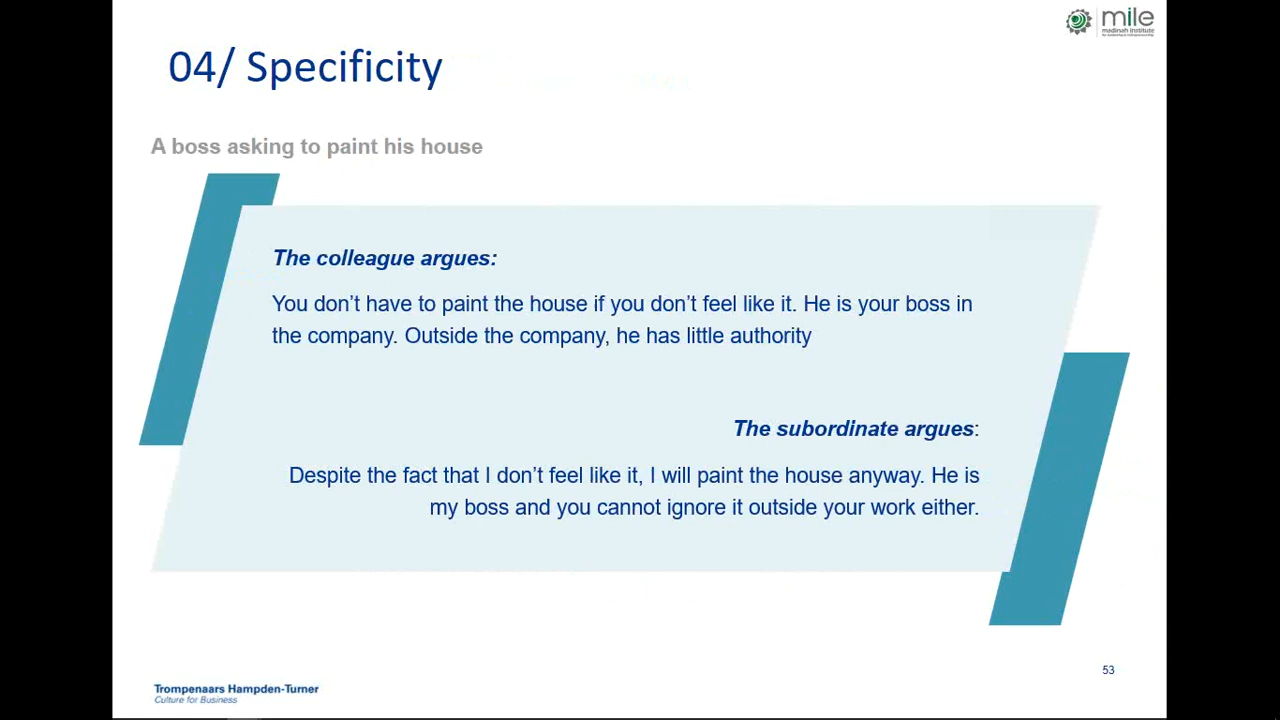 mile
madinah institute
for leadership & entrepreneurship
04/ Specificity
A boss asking to paint his house
The colleague argues:
You don’t have to paint the house if you don’t feel like it. He is your boss in
the company. Outside the company, he has little authority
The subordinate argues:
Despite the fact that I don’t feel like it, I will paint the house anyway. He is
my boss and you cannot ignore it outside your work either.
53
Trompenaars Hampden-Turner
Culture for Business